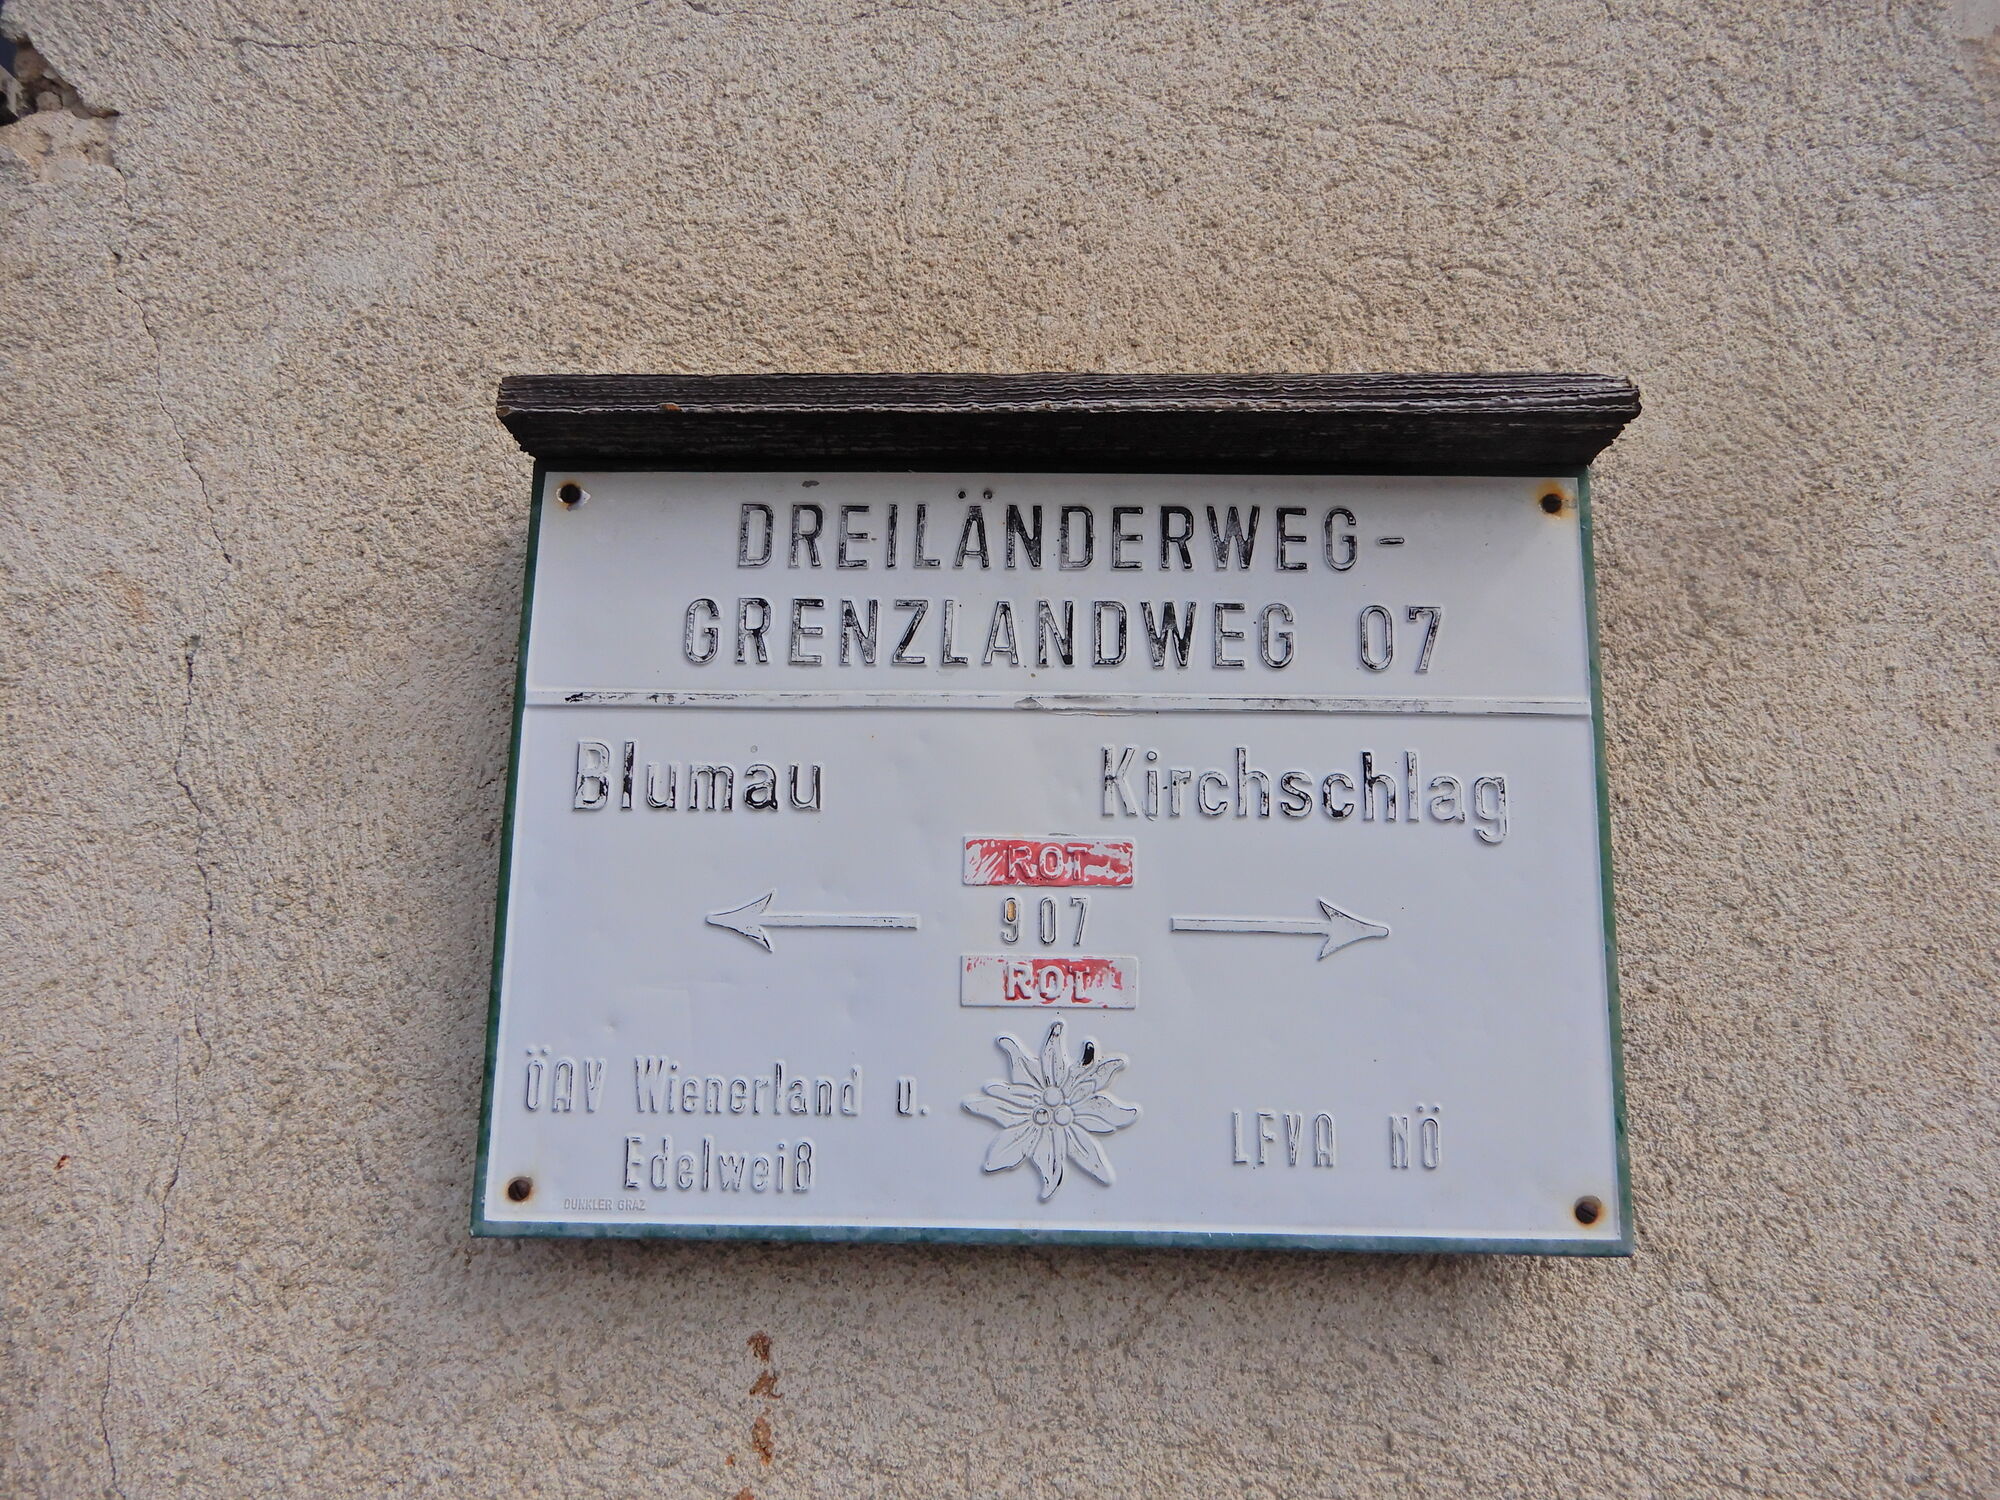 DREILÄNDERWEG-
GRENZLANDWEG 07
Blumau Kirchschlag
ROT
907
ROT
ÖAV Wienerland u.
Edelweiß
LFVA NÖ
DUNKLER GRAZ